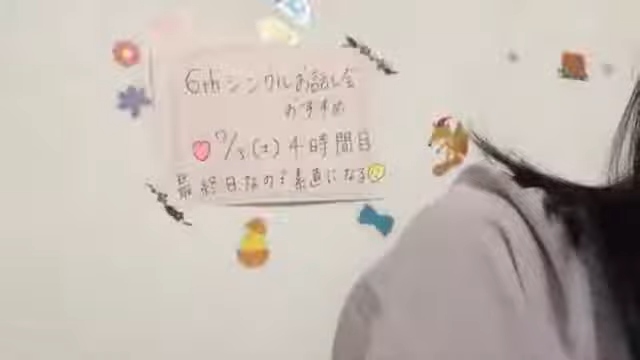 6thシングルお話し会
おすすめ
9/3(土)4時間目
最終日なので素直になる